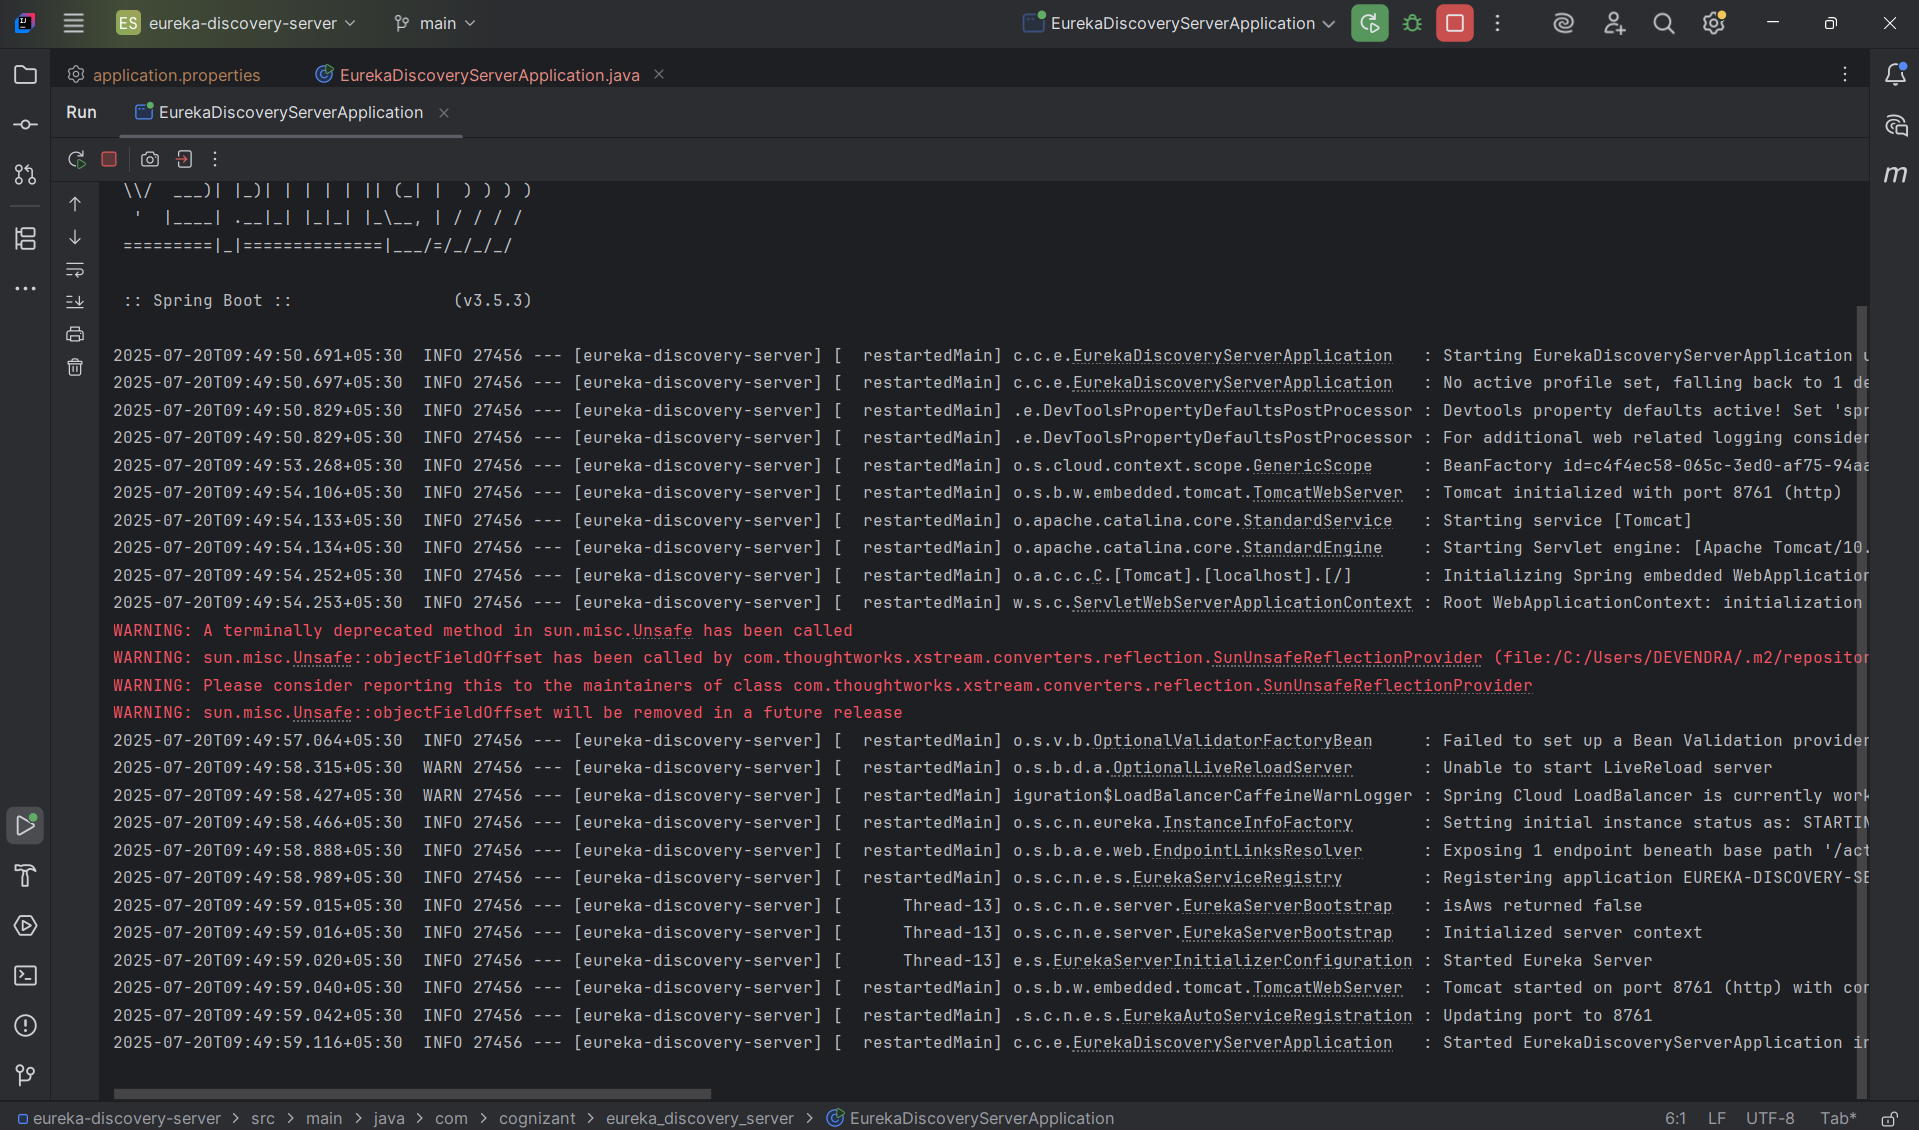 ES eureka-discovery-server main EurekaDiscoveryServerApplication
application.properties EurekaDiscoveryServerApplication.java
Run EurekaDiscoveryServerApplication
 \\/  ___)| |_)| | | | | || (_| |  ) ) ) )
  '  |____| .__|_| |_|_| |_\__, | / / / /
 =========|_|==============|___/=/_/_/_/
 :: Spring Boot ::                (v3.5.3)
2025-07-20T09:49:50.691+05:30  INFO 27456 --- [eureka-discovery-server] [  restartedMain] c.c.e.EurekaDiscoveryServerApplication   : Starting EurekaDiscoveryServerApplication u
2025-07-20T09:49:50.697+05:30  INFO 27456 --- [eureka-discovery-server] [  restartedMain] c.c.e.EurekaDiscoveryServerApplication   : No active profile set, falling back to 1 de
2025-07-20T09:49:50.829+05:30  INFO 27456 --- [eureka-discovery-server] [  restartedMain] .e.DevToolsPropertyDefaultsPostProcessor : Devtools property defaults active! Set 'spr
2025-07-20T09:49:50.829+05:30  INFO 27456 --- [eureka-discovery-server] [  restartedMain] .e.DevToolsPropertyDefaultsPostProcessor : For additional web related logging consider
2025-07-20T09:49:53.268+05:30  INFO 27456 --- [eureka-discovery-server] [  restartedMain] o.s.cloud.context.scope.GenericScope     : BeanFactory id=c4f4ec58-065c-3ed0-af75-94aa
2025-07-20T09:49:54.106+05:30  INFO 27456 --- [eureka-discovery-server] [  restartedMain] o.s.b.w.embedded.tomcat.TomcatWebServer  : Tomcat initialized with port 8761 (http)
2025-07-20T09:49:54.133+05:30  INFO 27456 --- [eureka-discovery-server] [  restartedMain] o.apache.catalina.core.StandardService   : Starting service [Tomcat]
2025-07-20T09:49:54.134+05:30  INFO 27456 --- [eureka-discovery-server] [  restartedMain] o.apache.catalina.core.StandardEngine    : Starting Servlet engine: [Apache Tomcat/10.
2025-07-20T09:49:54.252+05:30  INFO 27456 --- [eureka-discovery-server] [  restartedMain] o.a.c.c.C.[Tomcat].[localhost].[/]       : Initializing Spring embedded WebApplication
2025-07-20T09:49:54.253+05:30  INFO 27456 --- [eureka-discovery-server] [  restartedMain] w.s.c.ServletWebServerApplicationContext : Root WebApplicationContext: initialization
WARNING: A terminally deprecated method in sun.misc.Unsafe has been called
WARNING: sun.misc.Unsafe::objectFieldOffset has been called by com.thoughtworks.xstream.converters.reflection.SunUnsafeReflectionProvider (file:/C:/Users/DEVENDRA/.m2/repositor
WARNING: Please consider reporting this to the maintainers of class com.thoughtworks.xstream.converters.reflection.SunUnsafeReflectionProvider
WARNING: sun.misc.Unsafe::objectFieldOffset will be removed in a future release
2025-07-20T09:49:57.064+05:30  INFO 27456 --- [eureka-discovery-server] [  restartedMain] o.s.v.b.OptionalValidatorFactoryBean     : Failed to set up a Bean Validation provider
2025-07-20T09:49:58.315+05:30  WARN 27456 --- [eureka-discovery-server] [  restartedMain] o.s.b.d.a.OptionalLiveReloadServer       : Unable to start LiveReload server
2025-07-20T09:49:58.427+05:30  WARN 27456 --- [eureka-discovery-server] [  restartedMain] iguration$LoadBalancerCaffeineWarnLogger : Spring Cloud LoadBalancer is currently work
2025-07-20T09:49:58.466+05:30  INFO 27456 --- [eureka-discovery-server] [  restartedMain] o.s.c.n.eureka.InstanceInfoFactory       : Setting initial instance status as: STARTIN
2025-07-20T09:49:58.888+05:30  INFO 27456 --- [eureka-discovery-server] [  restartedMain] o.s.b.a.e.web.EndpointLinksResolver      : Exposing 1 endpoint beneath base path '/act
2025-07-20T09:49:58.989+05:30  INFO 27456 --- [eureka-discovery-server] [  restartedMain] o.s.c.n.e.s.EurekaServiceRegistry        : Registering application EUREKA-DISCOVERY-SE
2025-07-20T09:49:59.015+05:30  INFO 27456 --- [eureka-discovery-server] [      Thread-13] o.s.c.n.e.server.EurekaServerBootstrap   : isAws returned false
2025-07-20T09:49:59.016+05:30  INFO 27456 --- [eureka-discovery-server] [      Thread-13] o.s.c.n.e.server.EurekaServerBootstrap   : Initialized server context
2025-07-20T09:49:59.020+05:30  INFO 27456 --- [eureka-discovery-server] [      Thread-13] e.s.EurekaServerInitializerConfiguration : Started Eureka Server
2025-07-20T09:49:59.040+05:30  INFO 27456 --- [eureka-discovery-server] [  restartedMain] o.s.b.w.embedded.tomcat.TomcatWebServer  : Tomcat started on port 8761 (http) with con
2025-07-20T09:49:59.042+05:30  INFO 27456 --- [eureka-discovery-server] [  restartedMain] .s.c.n.e.s.EurekaAutoServiceRegistration : Updating port to 8761
2025-07-20T09:49:59.116+05:30  INFO 27456 --- [eureka-discovery-server] [  restartedMain] c.c.e.EurekaDiscoveryServerApplication   : Started EurekaDiscoveryServerApplication in
eureka-discovery-server > src > main > java > com > cognizant > eureka_discovery_server > EurekaDiscoveryServerApplication 6:1 LF UTF-8 Tab*